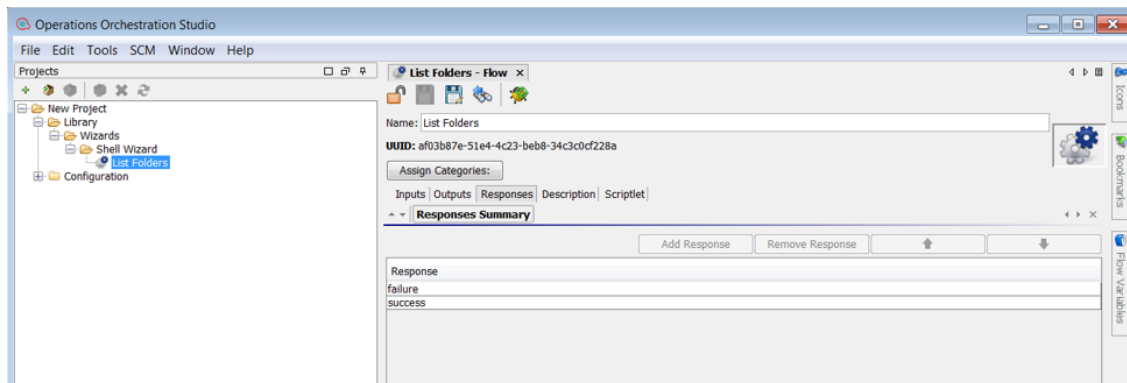 Operations Orchestration Studio
File Edit Tools SCM Window Help
Projects
New Project
Library
Wizards
Shell Wizard
List Folders
Configuration
List Folders - Flow
Name: List Folders
UUID: af03b87e-51e4-4c23-beb8-34c3c0cf228a
Assign Categories:
Inputs Outputs Responses Description Scriptlet
Responses Summary
Add Response Remove Response
Response
failure
success
Icons
Bookmarks
Flow Variables